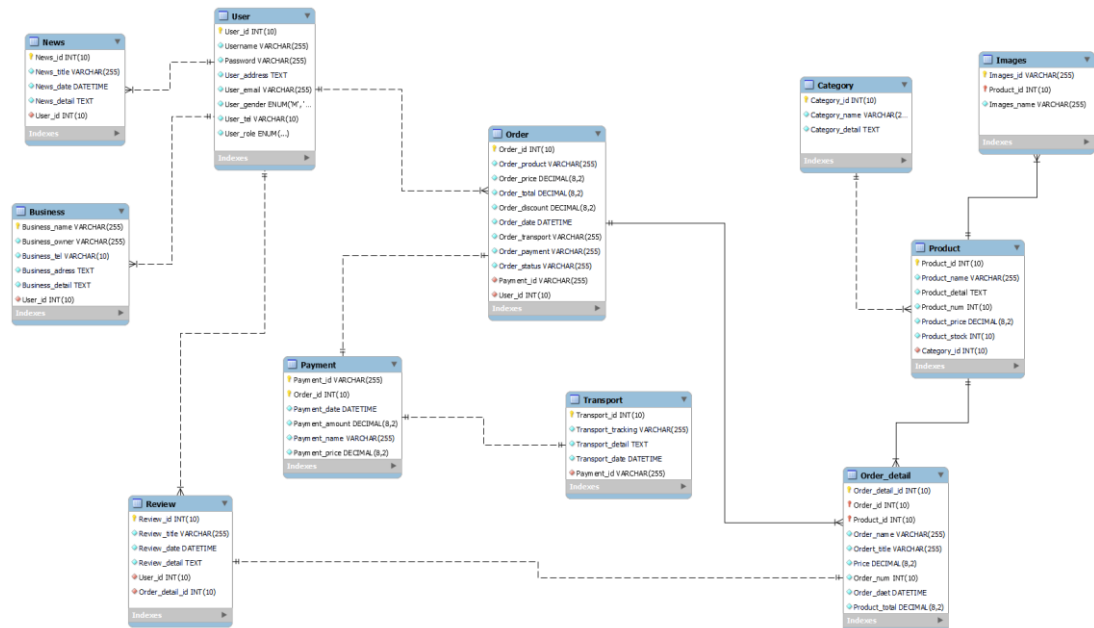 News
News_id INT(10)
News_title VARCHAR(255)
News_date DATETIME
News_detail TEXT
User_id INT(10)
Indexes
User
User_id INT(10)
Username VARCHAR(255)
Password VARCHAR(255)
User_address TEXT
User_email VARCHAR(255)
User_gender ENUM('M','...
User_tel VARCHAR(10)
User_role ENUM(...)
Indexes
Business
Business_name VARCHAR(255)
Business_owner VARCHAR(255)
Business_tel VARCHAR(10)
Business_adress TEXT
Business_detail TEXT
User_id INT(10)
Indexes
Order
Order_id INT(10)
Order_product VARCHAR(255)
Order_price DECIMAL(8,2)
Order_total DECIMAL(8,2)
Order_discount DECIMAL(8,2)
Order_date DATETIME
Order_transport VARCHAR(255)
Order_payment VARCHAR(255)
Order_status VARCHAR(255)
Payment_id VARCHAR(255)
User_id INT(10)
Indexes
Category
Category_id INT(10)
Category_name VARCHAR(2...
Category_detail TEXT
Indexes
Images
Images_id VARCHAR(255)
Product_id INT(10)
Images_name VARCHAR(255)
Indexes
Product
Product_id INT(10)
Product_name VARCHAR(255)
Product_detail TEXT
Product_num INT(10)
Product_price DECIMAL(8,2)
Product_stock INT(10)
Category_id INT(10)
Indexes
Payment
Payment_id VARCHAR(255)
Order_id INT(10)
Payment_date DATETIME
Payment_amount DECIMAL(8,2)
Payment_name VARCHAR(255)
Payment_price DECIMAL(8,2)
Indexes
Transport
Transport_id INT(10)
Transport_tracking VARCHAR(255)
Transport_detail TEXT
Transport_date DATETIME
Payment_id VARCHAR(255)
Indexes
Review
Review_id INT(10)
Review_title VARCHAR(255)
Review_date DATETIME
Review_detail TEXT
User_id INT(10)
Order_detail_id INT(10)
Indexes
Order_detail
Order_detail_id INT(10)
Order_id INT(10)
Product_id INT(10)
Order_name VARCHAR(255)
Ordert_title VARCHAR(255)
Price DECIMAL(8,2)
Order_num INT(10)
Order_daet DATETIME
Product_total DECIMAL(8,2)
Indexes